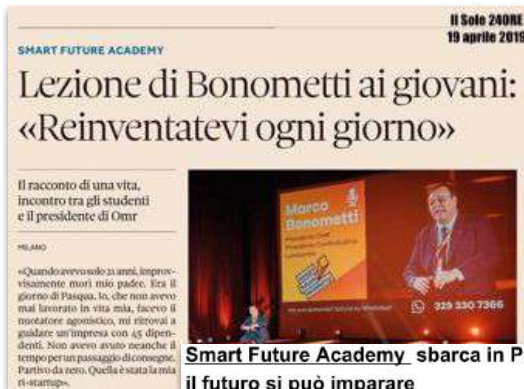 Il Sole 24ORE
19 aprile 2019
SMART FUTURE ACADEMY
Lezione di Bonometti ai giovani:
«Reinventatevi ogni giorno»
Il racconto di una vita,
incontro tra gli studenti
e il presidente di Omr
MILANO
«Quando avevo solo 21 anni, improv-
visamente morì mio padre. Era il
giorno di Pasqua. Io, che non avevo
mai lavorato in vita mia, facevo il
nuotatore agonistico, mi ritrovai a
guidare un'impresa con 45 dipen-
denti. Non avevo avuto neanche il
tempo per un passaggio di consegne.
Partivo da zero. Quella è stata la mia
ri-startup».
Marco
Bonometti
329 330 7366
Smart Future Academy sbarca in P
il futuro si può imparare